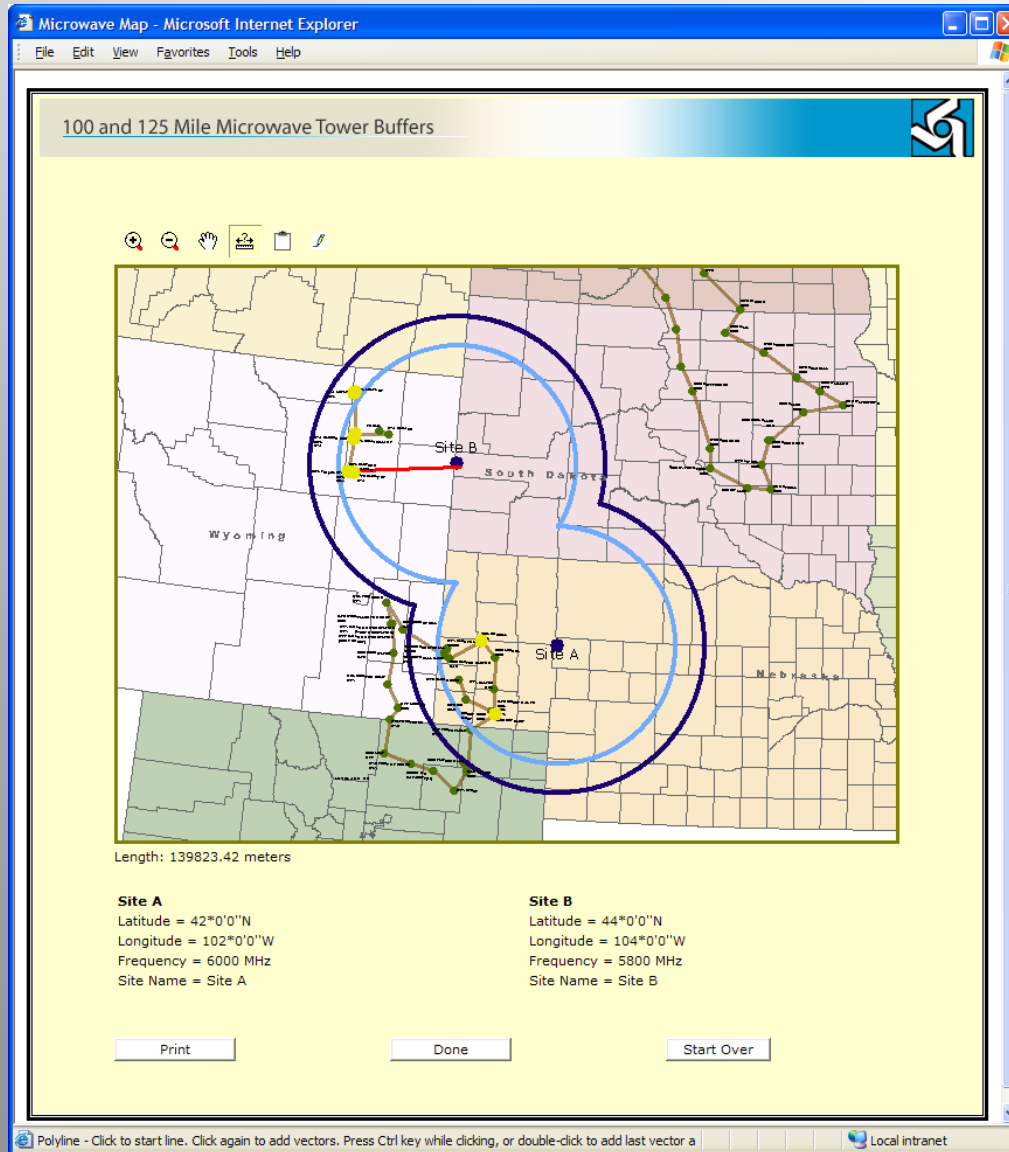 Microwave Map - Microsoft Internet Explorer
File Edit View Favorites Tools Help
100 and 125 Mile Microwave Tower Buffers
Site B
South Dakota
Wyoming
Site A
Nebraska
Length: 139823.42 meters
Site A
Latitude = 42*0'0"N
Longitude = 102*0'0"W
Frequency = 6000 MHz
Site Name = Site A
Site B
Latitude = 44*0'0"N
Longitude = 104*0'0"W
Frequency = 5800 MHz
Site Name = Site B
Print Done Start Over
Polyline - Click to start line. Click again to add vectors. Press Ctrl key while clicking, or double-click to add last vector a
Local intranet